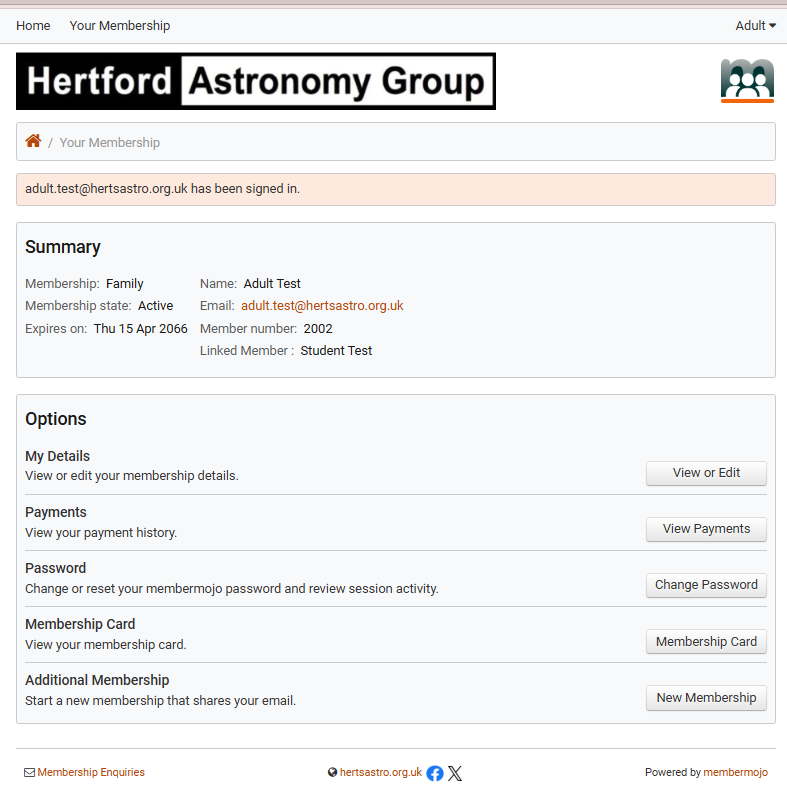 Home Your Membership Adult
Hertford Astronomy Group
/ Your Membership
adult.test@hertsastro.org.uk has been signed in.
Summary
Membership: Family Name: Adult Test
Membership state: Active Email: adult.test@hertsastro.org.uk
Expires on: Thu 15 Apr 2066 Member number: 2002
Linked Member : Student Test
Options
My Details
View or edit your membership details. View or Edit
Payments
View your payment history. View Payments
Password
Change or reset your membermojo password and review session activity. Change Password
Membership Card
View your membership card. Membership Card
Additional Membership
Start a new membership that shares your email. New Membership
Membership Enquiries hertsastro.org.uk Powered by membermojo